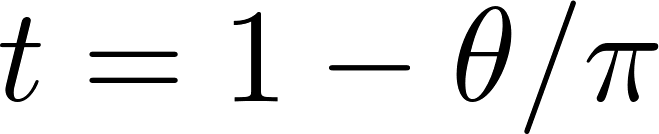 t = 1 − θ/π